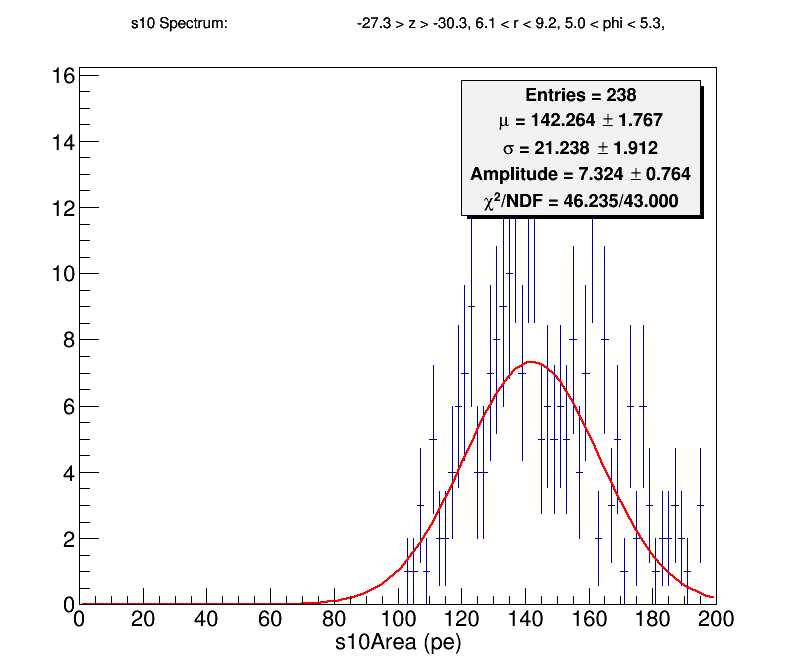 s10 Spectrum: -27.3 > z > -30.3, 6.1 < r < 9.2, 5.0 < phi < 5.3,
Entries = 238
μ = 142.264 ± 1.767
σ = 21.238 ± 1.912
Amplitude = 7.324 ± 0.764
χ²/NDF = 46.235/43.000
16
14
12
10
8
6
4
2
0
0 20 40 60 80 100 120 140 160 180 200
s10Area (pe)